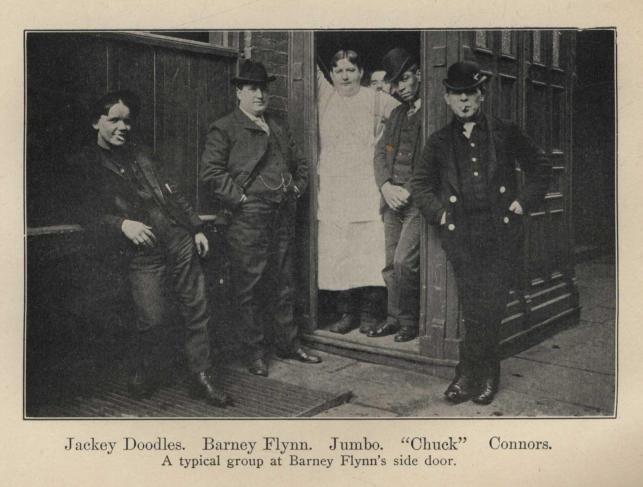 Jackey Doodles. Barney Flynn. Jumbo. "Chuck" Connors.
A typical group at Barney Flynn's side door.